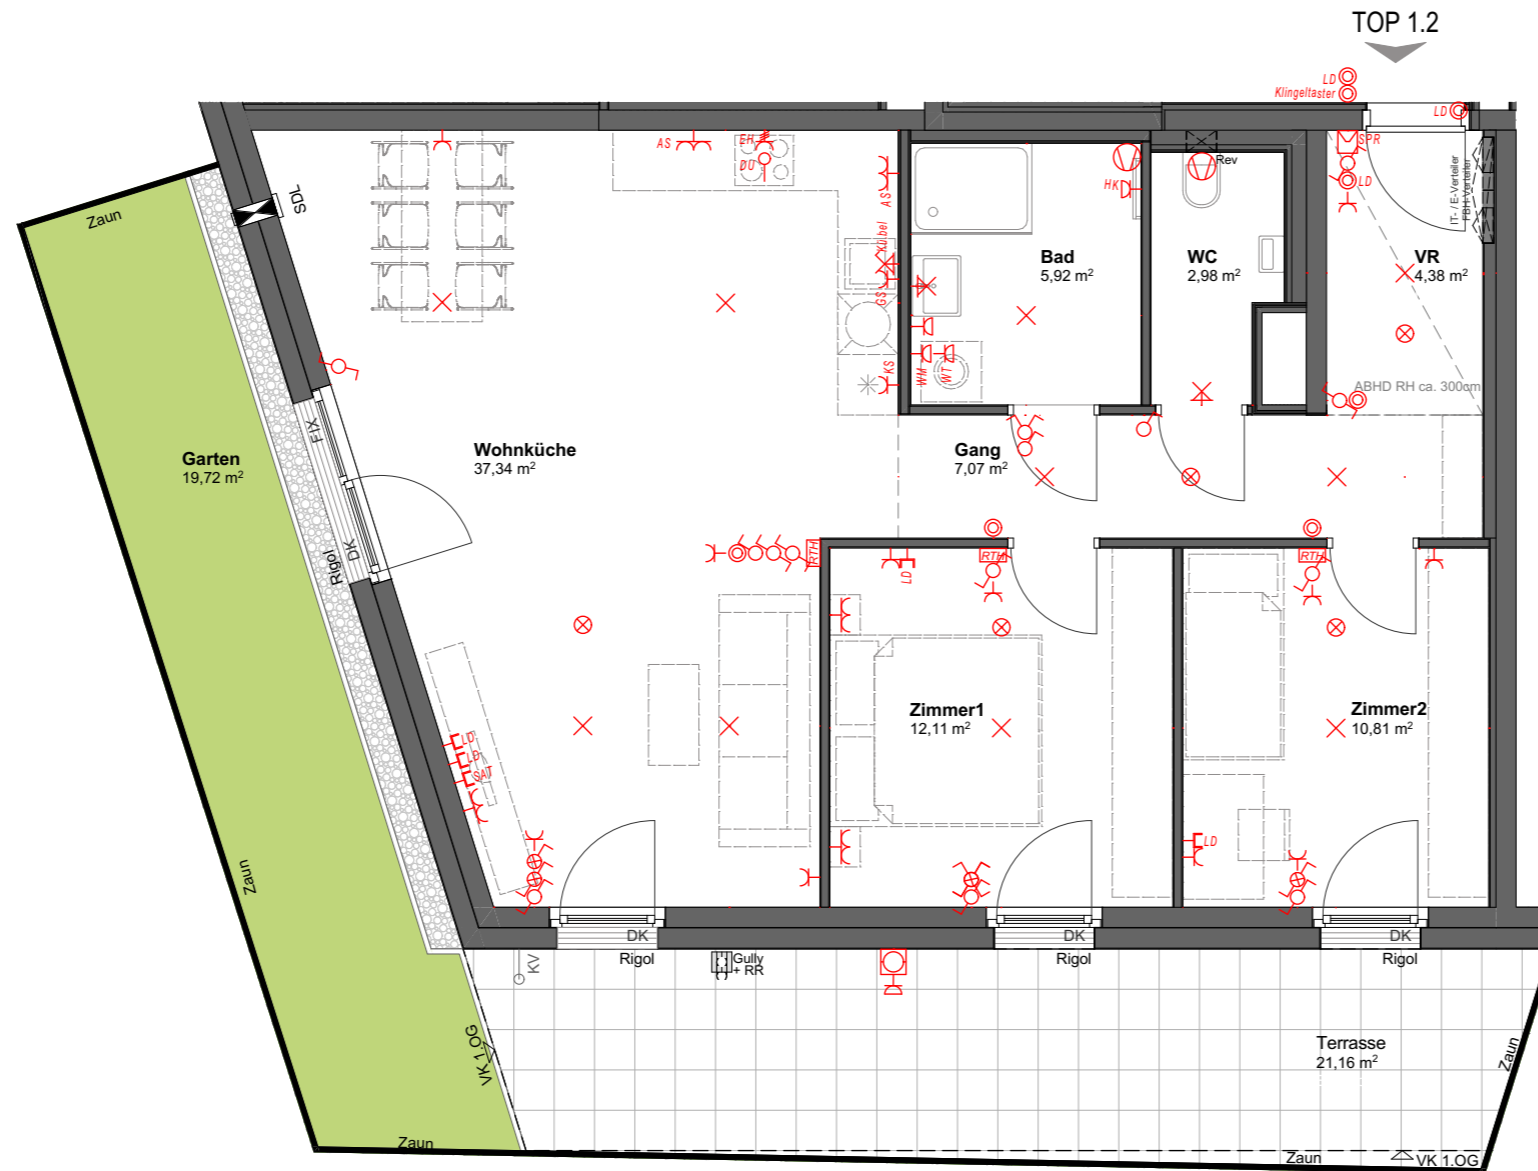 TOP 1.2
LD
Klingeltaster
LD
SPR
LD
IT- / E-Verteiler
FBH-Verteiler
Rev
HK
AS
EH
DU
AS
Kübel
GS
KS
WM
WT
SDL
Zaun
Bad
5,92 m²
WC
2,98 m²
VR
4,38 m²
ABHD RH ca. 300cm
Garten
19,72 m²
FIX
DK
Rigol
Wohnküche
37,34 m²
Gang
7,07 m²
RTH
LD
RTH
RTH
Zimmer1
12,11 m²
Zimmer2
10,81 m²
LD
LD
SAT
LD
Zaun
DK
Rigol
DK
Rigol
DK
Rigol
KV
Gully
+ RR
VK 1.OG
Terrasse
21,16 m²
Zaun
Zaun
Zaun
VK 1.OG